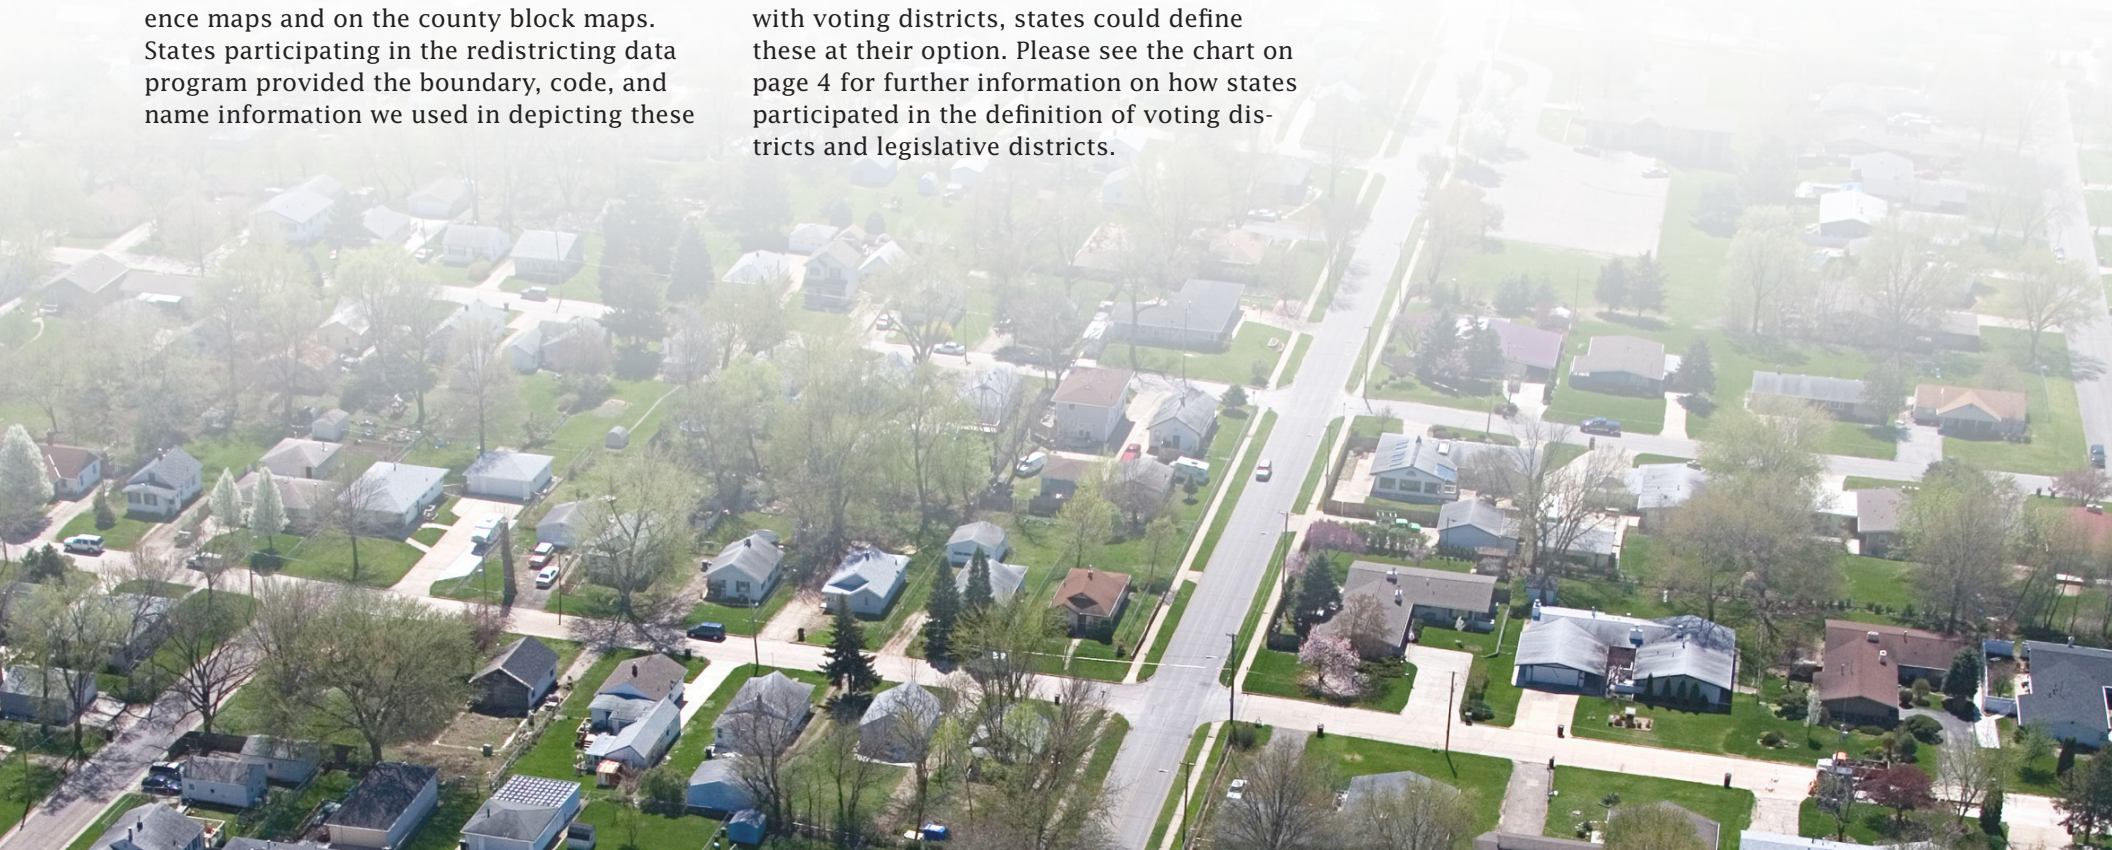 ence maps and on the county block maps.
States participating in the redistricting data
program provided the boundary, code, and
name information we used in depicting these
with voting districts, states could define
these at their option. Please see the chart on
page 4 for further information on how states
participated in the definition of voting dis-
tricts and legislative districts.